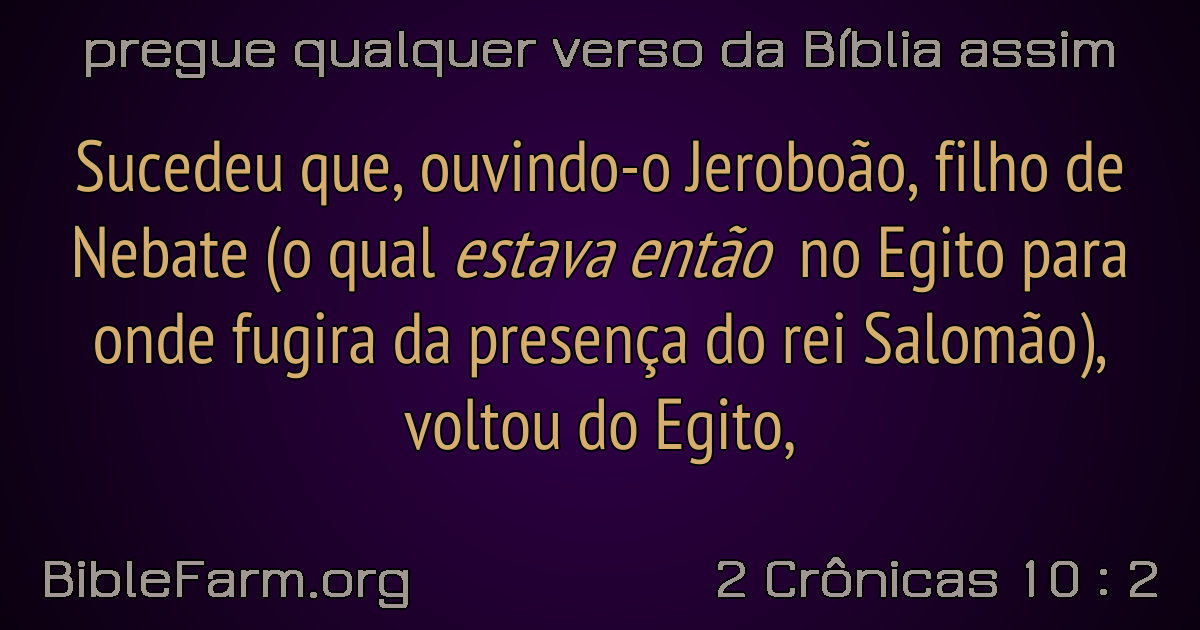 pregue qualquer verso da Bíblia assim
Sucedeu que, ouvindo-o Jeroboão, filho de
Nebate (o qual estava então no Egito para
onde fugira da presença do rei Salomão),
voltou do Egito,
BibleFarm.org
2 Crônicas 10 : 2